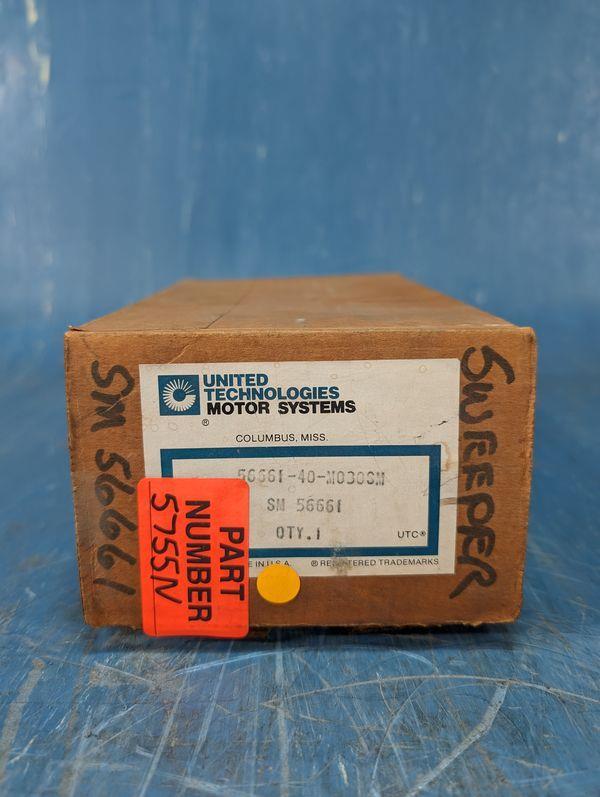 SM 56661
UNITED
TECHNOLOGIES
MOTOR SYSTEMS
®
COLUMBUS, MISS.
56661-40-M030SM
SM 56661
QTY.1
UTC®
E IN U.S.A. ® REGISTERED TRADEMARKS
PART
NUMBER
5755N
SWEEPER